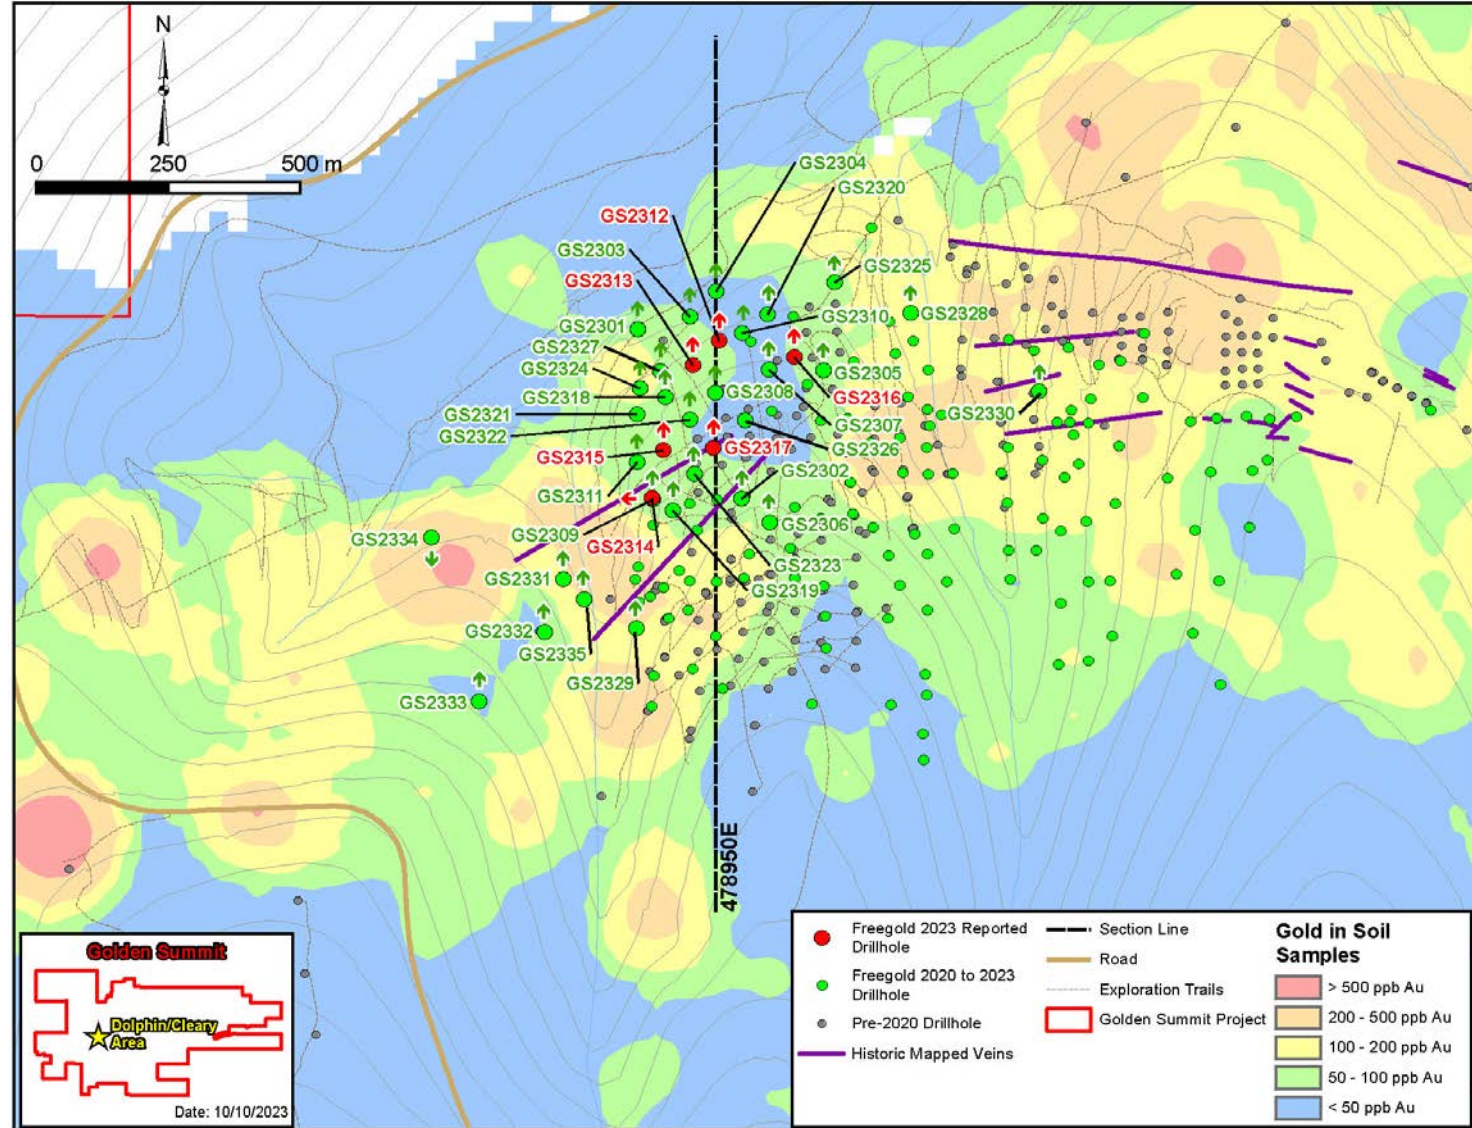 N
0 250 500 m
GS2304
GS2320
GS2312
GS2303
GS2313
GS2325
GS2301
GS2310
GS2328
GS2327
GS2324
GS2305
GS2318
GS2308
GS2316
GS2321
GS2330
GS2322
GS2307
GS2326
GS2315
GS2317
GS2302
GS2311
GS2306
GS2309
GS2334
GS2314
GS2323
GS2331
GS2319
GS2332
GS2335
GS2329
GS2333
478950E
Golden Summit
Dolphin/Cleary
Area
Date: 10/10/2023
Freegold 2023 Reported
Drillhole
Freegold 2020 to 2023
Drillhole
Pre-2020 Drillhole
Historic Mapped Veins
Section Line
Road
Exploration Trails
Golden Summit Project
Gold in Soil
Samples
> 500 ppb Au
200 - 500 ppb Au
100 - 200 ppb Au
50 - 100 ppb Au
< 50 ppb Au